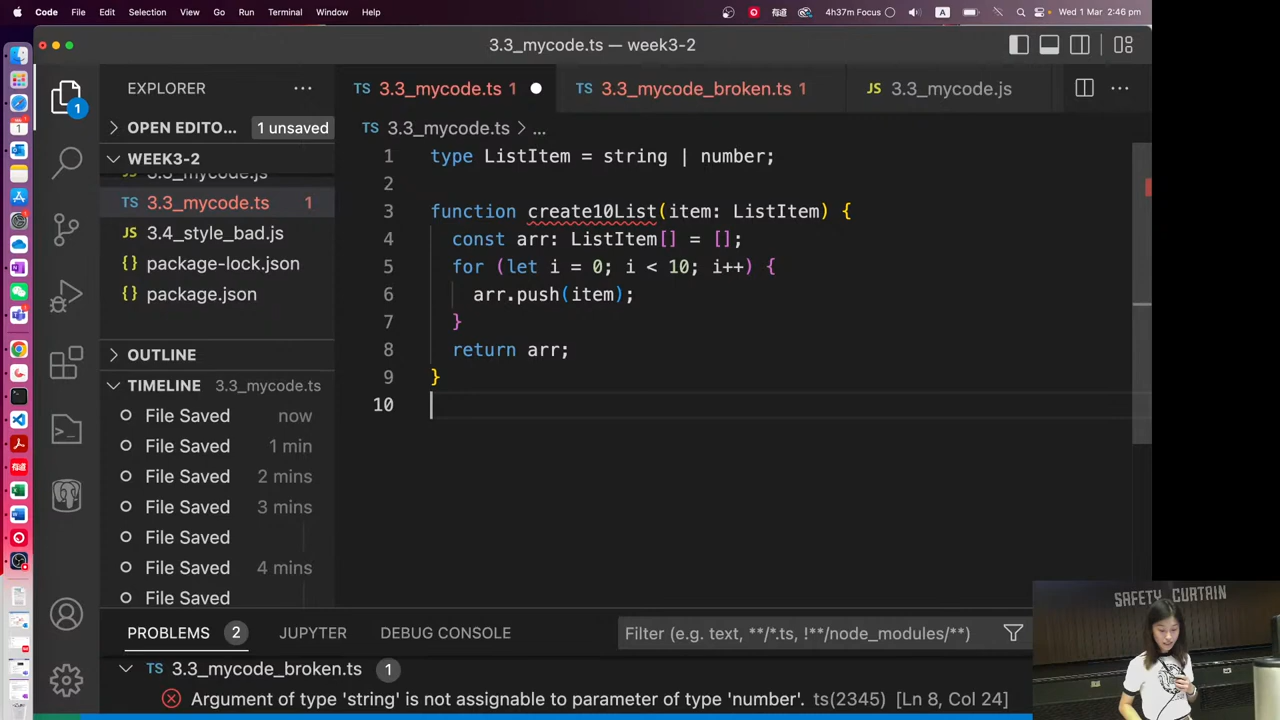 Code File Edit Selection View Go Run Terminal Window Help 4h37m Focus A Wed 1 Mar 2:46 pm
3.3_mycode.ts — week3-2
EXPLORER
TS 3.3_mycode.ts 1
TS 3.3_mycode_broken.ts 1
JS 3.3_mycode.js
1
OPEN EDITO... 1 unsaved
TS 3.3_mycode.ts > ...
WEEK3-2
JS 3.3_mycode.js
TS 3.3_mycode.ts 1
JS 3.4_style_bad.js
{} package-lock.json
{} package.json
OUTLINE
TIMELINE 3.3_mycode.ts
File Saved now
File Saved 1 min
File Saved 2 mins
File Saved 3 mins
File Saved
File Saved 4 mins
File Saved
1 type ListItem = string | number;
2
3 function create10List(item: ListItem) {
4 const arr: ListItem[] = [];
5 for (let i = 0; i < 10; i++) {
6 arr.push(item);
7 }
8 return arr;
9 }
10
PROBLEMS 2 JUPYTER DEBUG CONSOLE Filter (e.g. text, **/*.ts, !**/node_modules/**)
TS 3.3_mycode_broken.ts 1
Argument of type 'string' is not assignable to parameter of type 'number'. ts(2345) [Ln 8, Col 24]
SAFETY CURTAIN